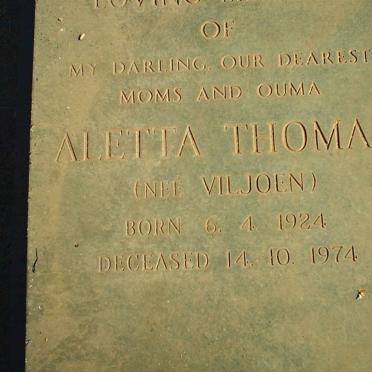 LOVING
OF
MY DARLING, OUR DEAREST
MOMS AND OUMA
ALETTA THOMA
(NEE VILJOEN)
BORN 6. 4 1924
DECEASED 14. 10. 1974